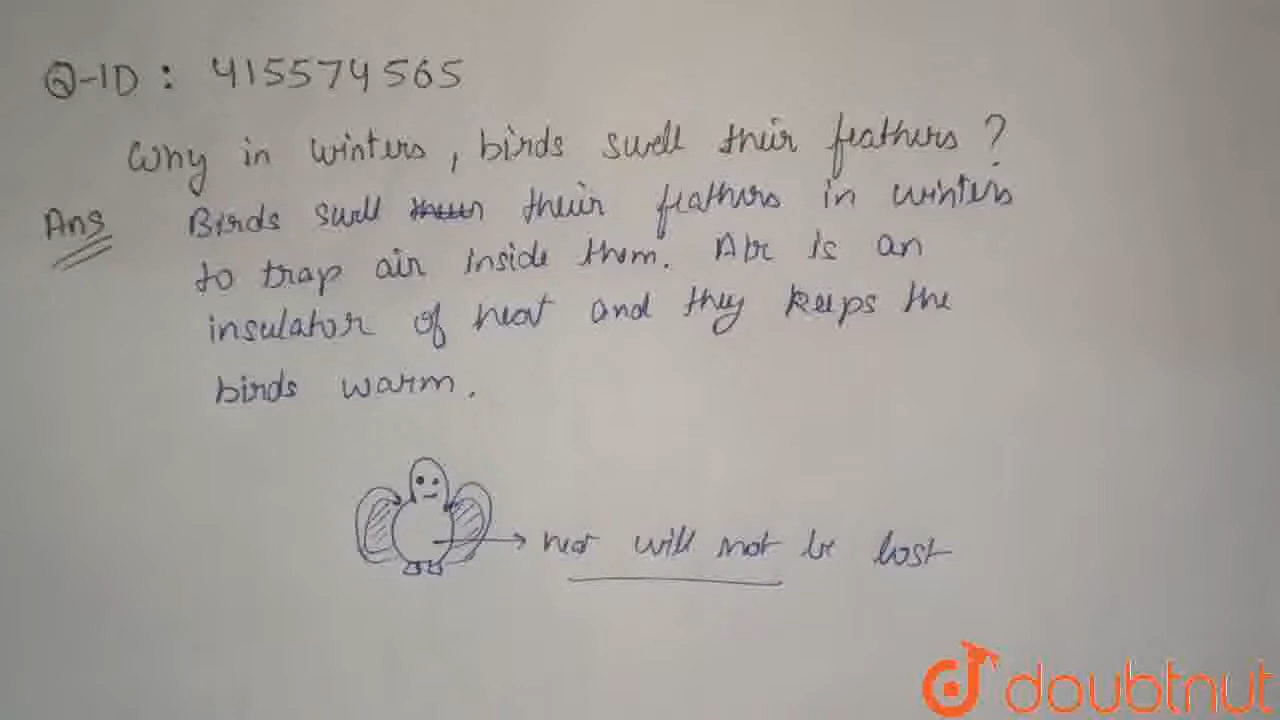 Q-ID : 415574565
Why in winters, birds swell their feathers ?
Ans Birds swell their feathers in winters
to trap air inside them. Air is an
insulator of heat and they keeps the
birds warm.
heat will not be lost
doubtnut